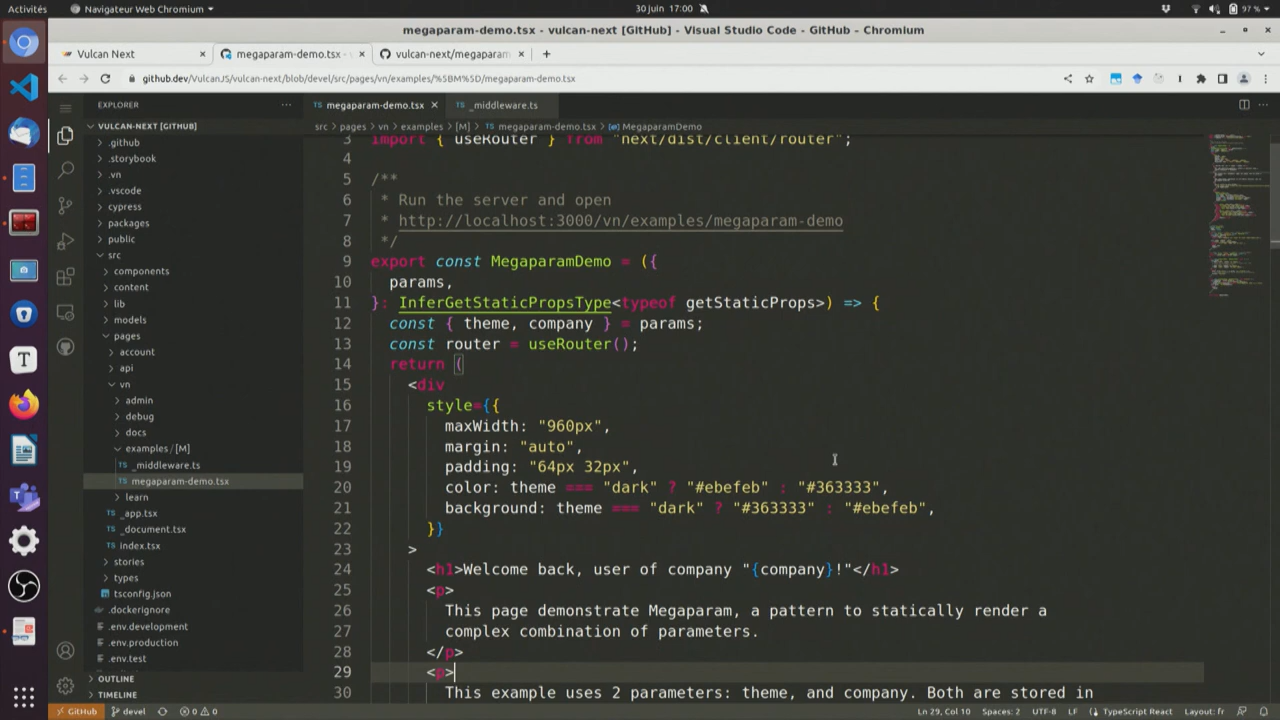 Activités
Navigateur Web Chromium
30 juin 17:00
97 %
megaparam-demo.tsx - vulcan-next [GitHub] - Visual Studio Code - GitHub - Chromium
Vulcan Next
megaparam-demo.tsx -
vulcan-next/megaparam
github.dev/VulcanJS/vulcan-next/blob/devel/src/pages/vn/examples/%5BM%5D/megaparam-demo.tsx
EXPLORER
megaparam-demo.tsx
_middleware.ts
VULCAN-NEXT [GITHUB]
src > pages > vn > examples > [M] > megaparam-demo.tsx > MegaparamDemo
.github
.storybook
.vn
.vscode
cypress
packages
public
src
components
content
lib
models
pages
account
api
vn
admin
debug
docs
examples / [M]
_middleware.ts
megaparam-demo.tsx
learn
_app.tsx
_document.tsx
index.tsx
stories
types
tsconfig.json
.dockerignore
.env.development
.env.production
.env.test
OUTLINE
TIMELINE
3 import { useRouter } from "next/dist/client/router";
4
5 /**
6 * Run the server and open
7 * http://localhost:3000/vn/examples/megaparam-demo
8 */
9 export const MegaparamDemo = ({
10 params,
11 }: InferGetStaticPropsType<typeof getStaticProps>) => {
12 const { theme, company } = params;
13 const router = useRouter();
14 return (
15 <div
16 style={{
17 maxWidth: "960px",
18 margin: "auto",
19 padding: "64px 32px",
20 color: theme === "dark" ? "#ebefeb" : "#363333",
21 background: theme === "dark" ? "#363333" : "#ebefeb",
22 }}
23 >
24 <h1>Welcome back, user of company "{company}!"</h1>
25 <p>
26 This page demonstrate Megaparam, a pattern to statically render a
27 complex combination of parameters.
28 </p>
29 <p>
30 This example uses 2 parameters: theme, and company. Both are stored in
GitHub
devel
0
0
Ln 29, Col 10
Spaces: 2
UTF-8
LF
TypeScript React
Layout: fr